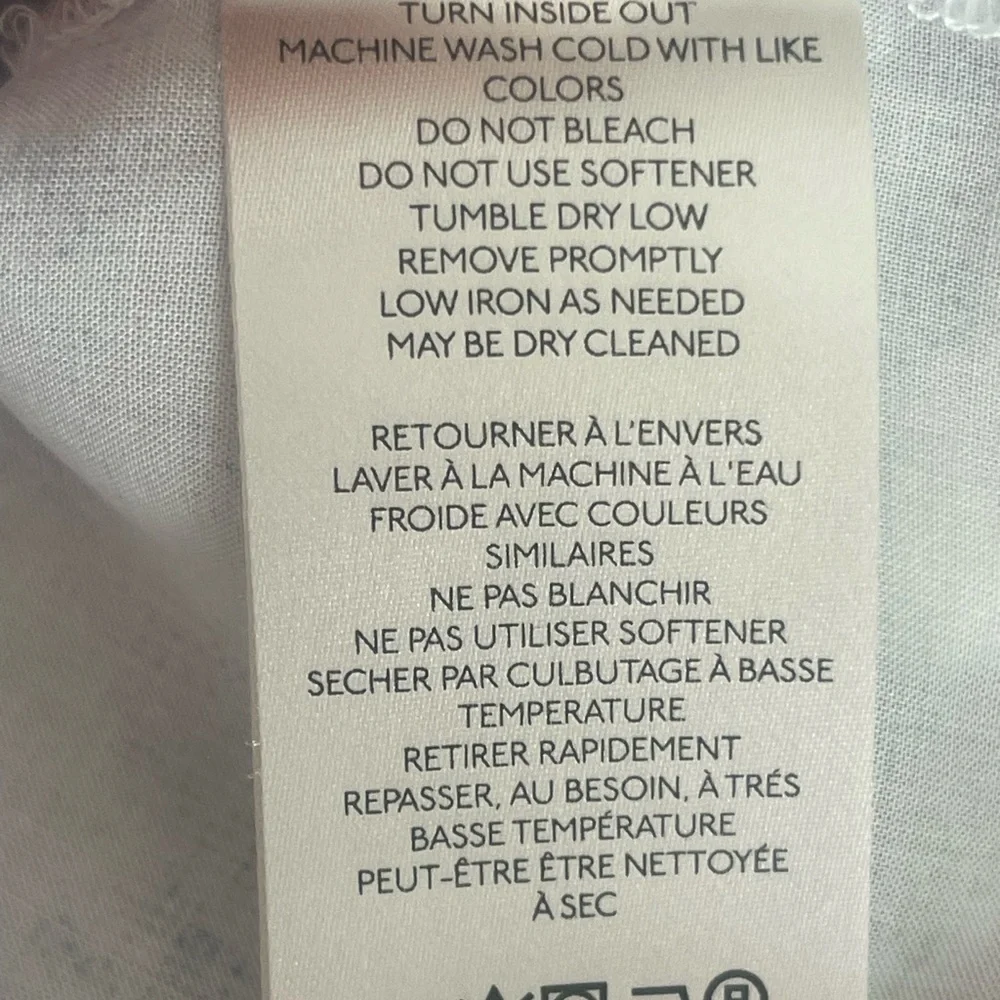 TURN INSIDE OUT
MACHINE WASH COLD WITH LIKE
COLORS
DO NOT BLEACH
DO NOT USE SOFTENER
TUMBLE DRY LOW
REMOVE PROMPTLY
LOW IRON AS NEEDED
MAY BE DRY CLEANED
RETOURNER À L'ENVERS
LAVER À LA MACHINE À L'EAU
FROIDE AVEC COULEURS
SIMILAIRES
NE PAS BLANCHIR
NE PAS UTILISER SOFTENER
SECHER PAR CULBUTAGE À BASSE
TEMPERATURE
RETIRER RAPIDEMENT
REPASSER, AU BESOIN, À TRÉS
BASSE TEMPÉRATURE
PEUT-ÊTRE ÊTRE NETTOYÉE
À SEC